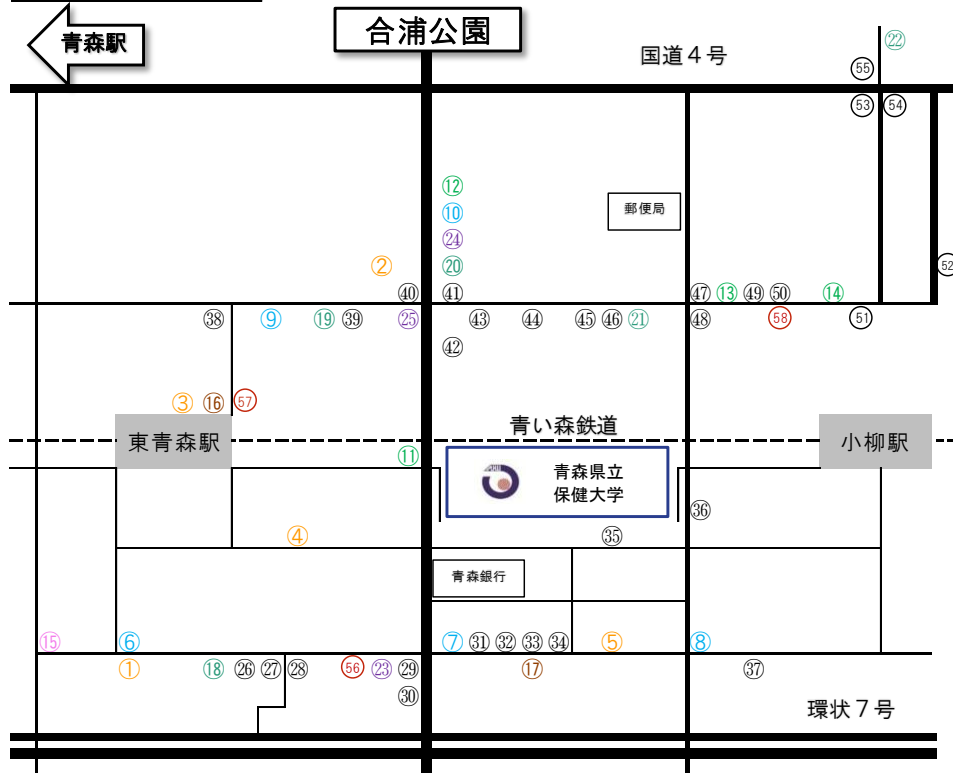 青森駅
合浦公園
国道4号
㉒
55
53 54
⑫
⑩
郵便局
㉔
② ⑳
52
㊵ ㊶ ㊼ ⑬ ㊾ ㊿ ⑭
㊳ ⑨ ⑲ ㊴ ㉕ ㊸ ㊹ ㊺ ㊻ ㉑ ㊽ 58 51
㊷
③ ⑯ 57
青い森鉄道
東青森駅
小柳駅
⑪
青森県立
保健大学
㊱
④ ㉟
青森銀行
⑮ ⑥ ⑦ ㉛ ㉜ ㉝ ㉞ ⑤ ⑧
① ⑱ ㉖ ㉗ ㉘ 56 ㉓ ㉙ ⑰ ㊲
㉚
環状7号